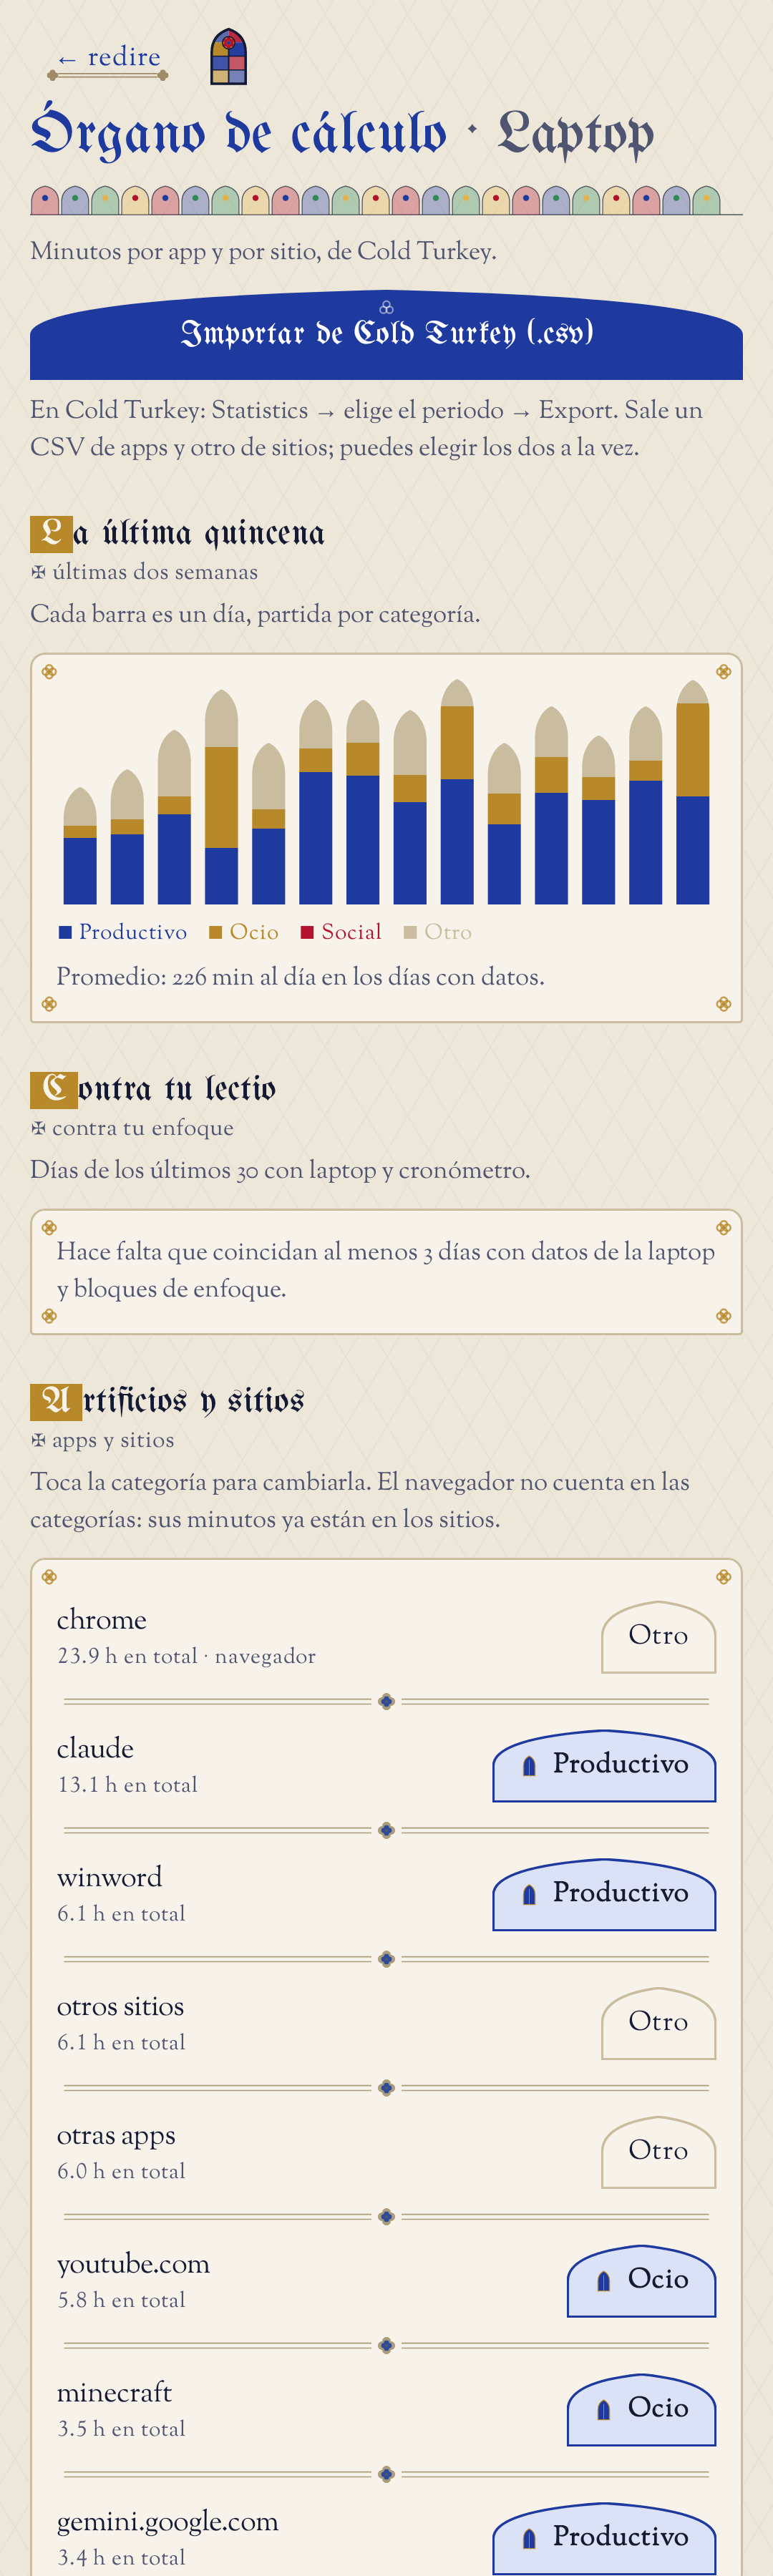 ← redire
Órgano de cálculo · Laptop
Minutos por app y por sitio, de Cold Turkey.
Importar de Cold Turkey (.csv)
En Cold Turkey: Statistics → elige el periodo → Export. Sale un
CSV de apps y otro de sitios; puedes elegir los dos a la vez.
La última quincena
✠ últimas dos semanas
Cada barra es un día, partida por categoría.
Productivo Ocio Social Otro
Promedio: 226 min al día en los días con datos.
Contra tu lectio
✠ contra tu enfoque
Días de los últimos 30 con laptop y cronómetro.
Hace falta que coincidan al menos 3 días con datos de la laptop
y bloques de enfoque.
Artificios y sitios
✠ apps y sitios
Toca la categoría para cambiarla. El navegador no cuenta en las
categorías: sus minutos ya están en los sitios.
chrome
23.9 h en total · navegador
Otro
claude
13.1 h en total
Productivo
winword
6.1 h en total
Productivo
otros sitios
6.1 h en total
Otro
otras apps
6.0 h en total
Otro
youtube.com
5.8 h en total
Ocio
minecraft
3.5 h en total
Ocio
gemini.google.com
3.4 h en total
Productivo